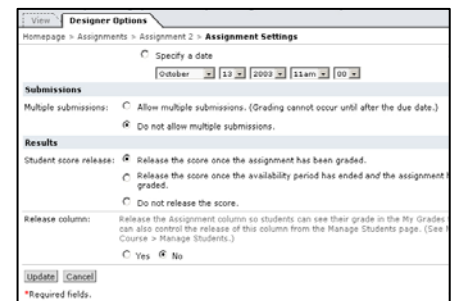 View Designer Options
Homepage > Assignments > Assignment 2 > Assignment Settings
Specify a date
October 13 2003 11am 00
Submissions
Multiple submissions: Allow multiple submissions. (Grading cannot occur until after the due date.)
Do not allow multiple submissions.
Results
Student score release: Release the score once the assignment has been graded.
Release the score once the availability period has ended and the assignment
graded.
Do not release the score.
Release column: Release the Assignment column so students can see their grade in the My Grades
can also control the release of this column from the Manage Students page. (See
Course > Manage Students.)
Yes No
Update Cancel
*Required fields.